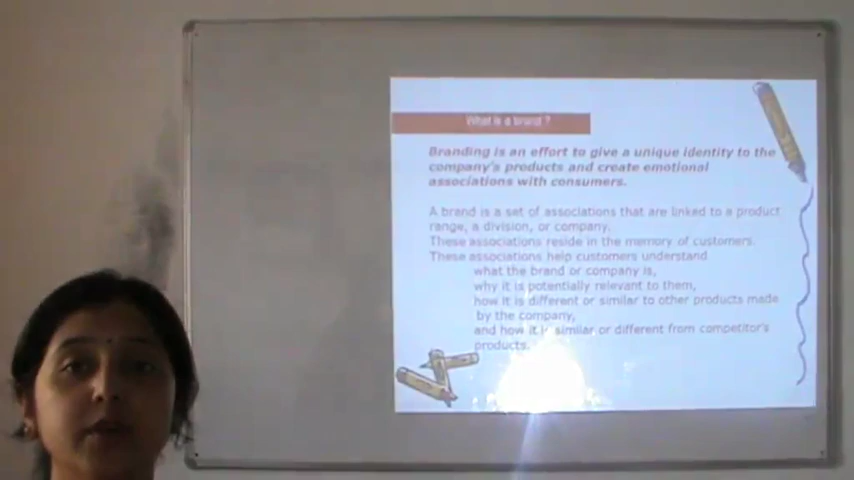 What is a brand ?
Branding is an effort to give a unique identity to the
company's products and create emotional
associations with consumers.
A brand is a set of associations that are linked to a product
range, a division, or company.
These associations reside in the memory of customers.
These associations help customers understand
what the brand or company is,
why it is potentially relevant to them,
how it is different or similar to other products made
by the company,
and how it is similar or different from competitor's
products.